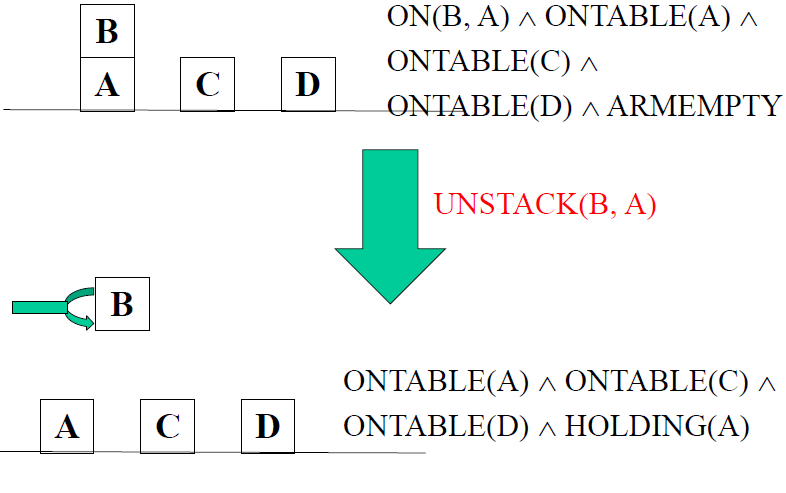 B
A
C
D
ON(B, A) ∧ ONTABLE(A) ∧
ONTABLE(C) ∧
ONTABLE(D) ∧ ARMEMPTY
UNSTACK(B, A)
B
A
C
D
ONTABLE(A) ∧ ONTABLE(C) ∧
ONTABLE(D) ∧ HOLDING(A)